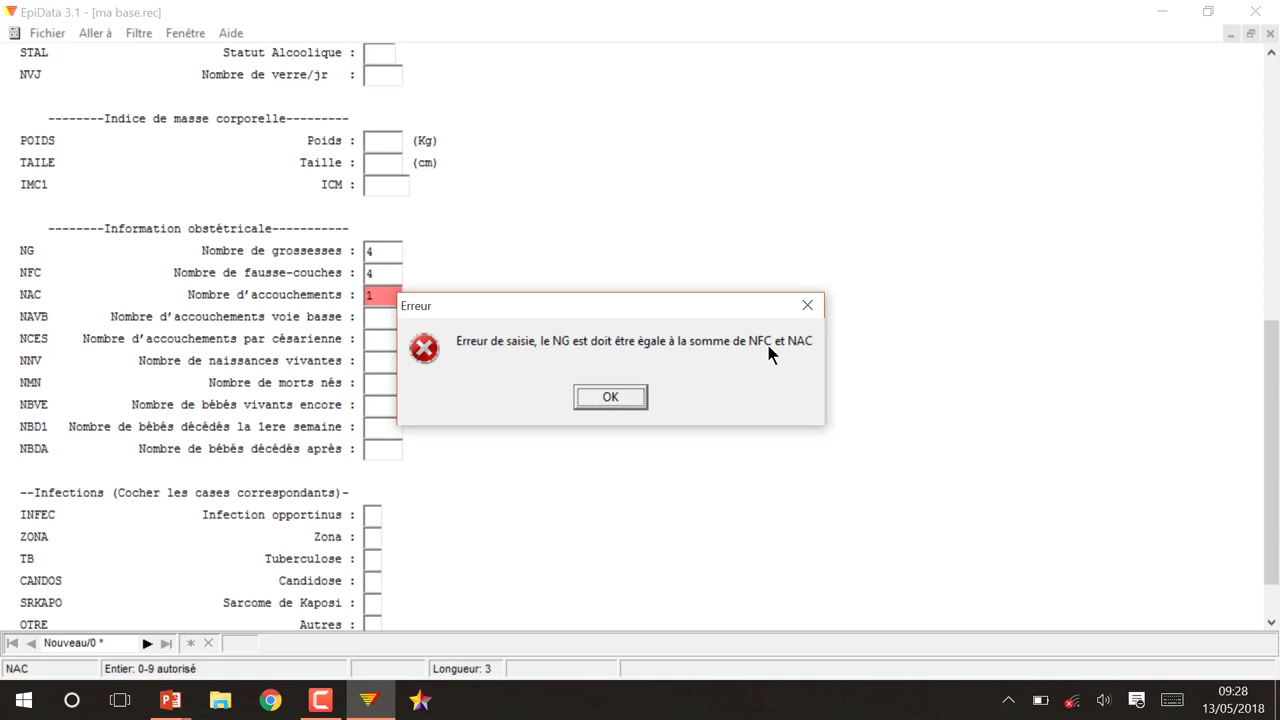 EpiData 3.1 - [ma base.rec]
Fichier Aller à Filtre Fenétre Aide
STAL Statut Alcoolique :
NVJ Nombre de verre/jr :
--------Indice de masse corporelle---------
POIDS Poids : (Kg)
TAILE Taille : (cm)
IMC1 ICM :
--------Information obstétricale-----------
NG Nombre de grossesses : 4
NFC Nombre de fausse-couches : 4
NAC Nombre d'accouchements : 1
NAVB Nombre d'accouchements voie basse :
NCES Nombre d'accouchements par césarienne :
NNV Nombre de naissances vivantes :
NMN Nombre de morts nés :
NBVE Nombre de bébés vivants encore :
NBD1 Nombre de bébés décédés la 1ere semaine :
NBDA Nombre de bébés décédés après :
Erreur
Erreur de saisie, le NG est doit être ègale à la somme de NFC et NAC
OK
--Infections (Cocher les cases correspondants)-
INFEC Infection opportinus :
ZONA Zona :
TB Tuberculose :
CANDOS Candidose :
SRKAPO Sarcome de Kaposi :
OTRE Autres :
Nouveau/0 *
NAC Entier: 0-9 autorisé Longueur: 3
09:28
13/05/2018